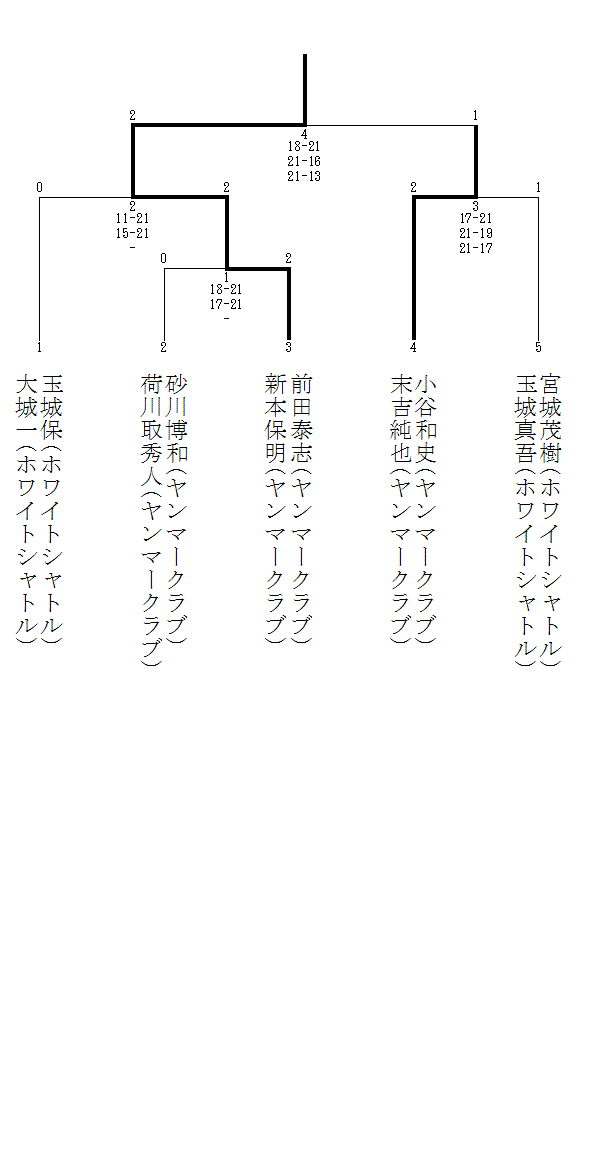 2
1
4
18-21
21-16
21-13
0
2
2
1
2
11-21
15-21
-
3
17-21
21-19
21-17
0
2
1
18-21
17-21
-
1
2
3
4
5
玉城保(ホワイトシャトル)
大城一(ホワイトシャトル)
砂川博和(ヤンマークラブ)
荷川取秀人(ヤンマークラブ)
前田泰志(ヤンマークラブ)
新本保明(ヤンマークラブ)
小谷和史(ヤンマークラブ)
末吉純也(ヤンマークラブ)
宮城茂樹(ホワイトシャトル)
玉城真吾(ホワイトシャトル)